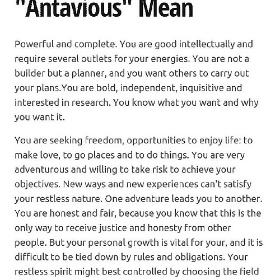 "Antavious" Mean
Powerful and complete. You are good intellectually and
require several outlets for your energies. You are not a
builder but a planner, and you want others to carry out
your plans.You are bold, independent, inquisitive and
interested in research. You know what you want and why
you want it.
You are seeking freedom, opportunities to enjoy life: to
make love, to go places and to do things. You are very
adventurous and willing to take risk to achieve your
objectives. New ways and new experiences can't satisfy
your restless nature. One adventure leads you to another.
You are honest and fair, because you know that this is the
only way to receive justice and honesty from other
people. But your personal growth is vital for your, and it is
difficult to be tied down by rules and obligations. Your
restless spirit might best controlled by choosing the field